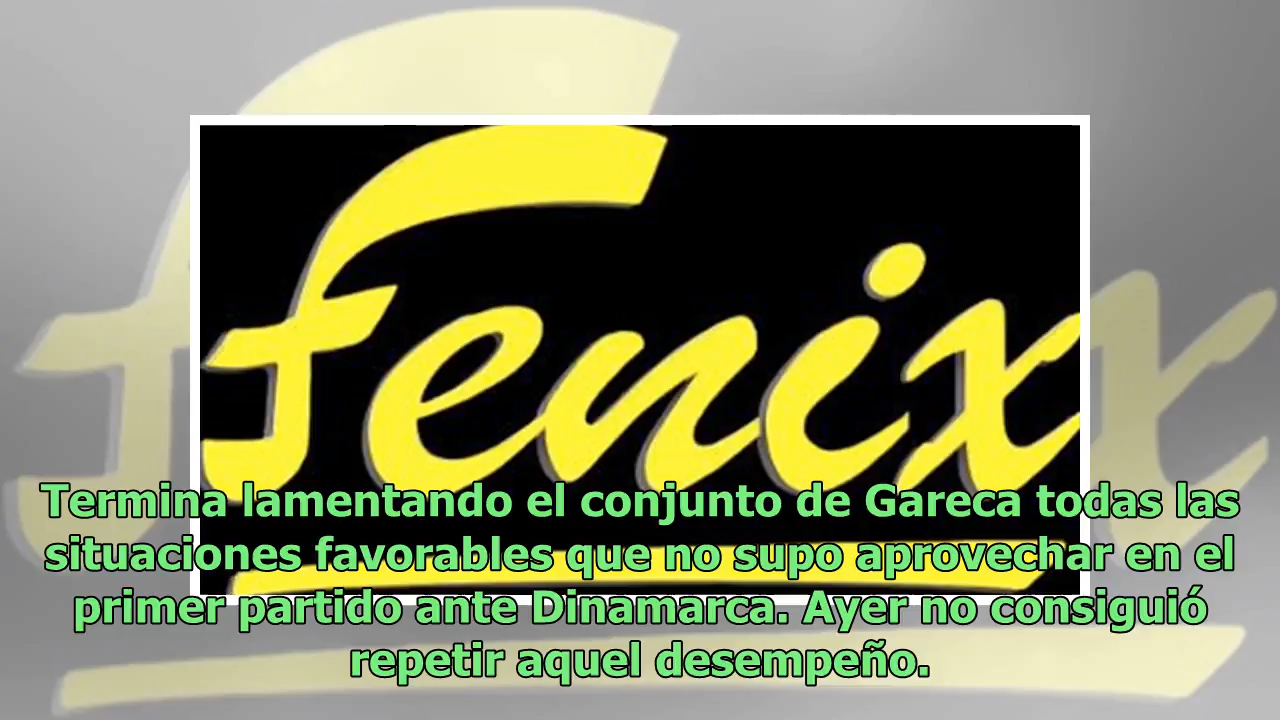 fenix
Termina lamentando el conjunto de Gareca todas las
situaciones favorables que no supo aprovechar en el
primer partido ante Dinamarca. Ayer no consiguió
repetir aquel desempeño.